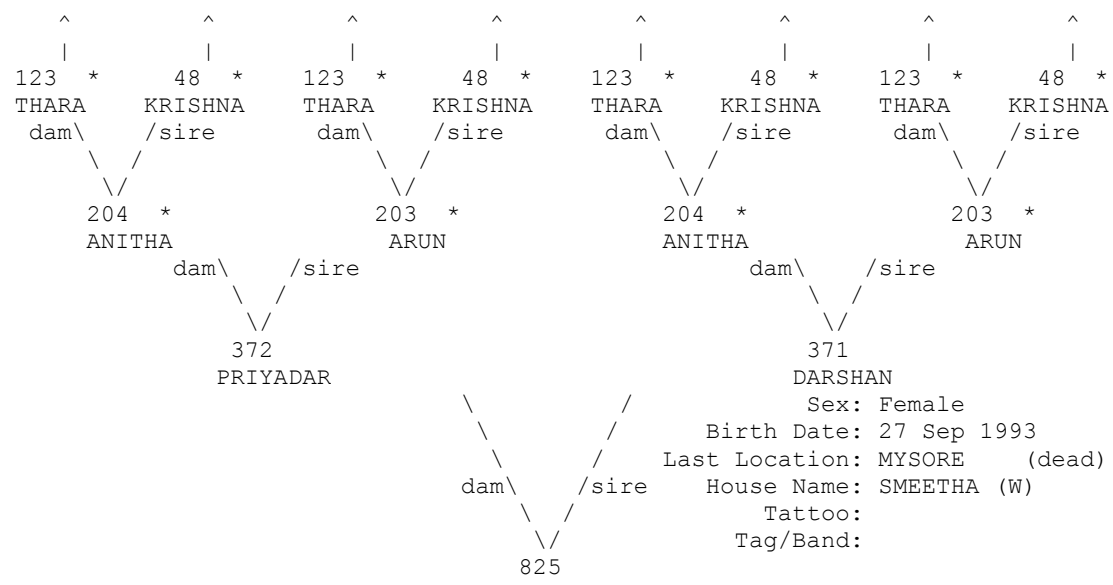 ^ ^ ^ ^ ^ ^ ^ ^
| | | | | | | |
123 * 48 * 123 * 48 * 123 * 48 * 123 * 48 *
THARA KRISHNA THARA KRISHNA THARA KRISHNA THARA KRISHNA
dam\ /sire dam\ /sire dam\ /sire dam\ /sire
\ / \ / \ / \ /
\/ \/ \/ \/
204 * 203 * 204 * 203 *
ANITHA ARUN ANITHA ARUN
dam\ /sire dam\ /sire
\ / \ /
\/ \/
372 371
PRIYADAR DARSHAN
\ / Sex: Female
\ / Birth Date: 27 Sep 1993
\ / Last Location: MYSORE (dead)
dam\ /sire House Name: SMEETHA (W)
\ / Tattoo:
\/ Tag/Band:
825